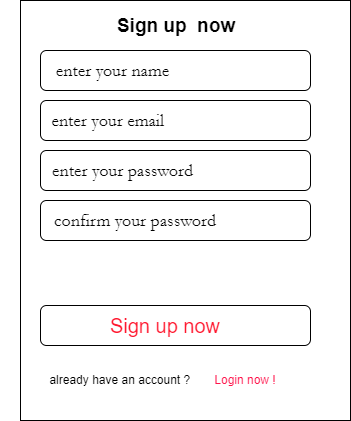 Sign up  now
enter your name
enter your email
enter your password
confirm your password
Sign up now
already have an account ? Login now !